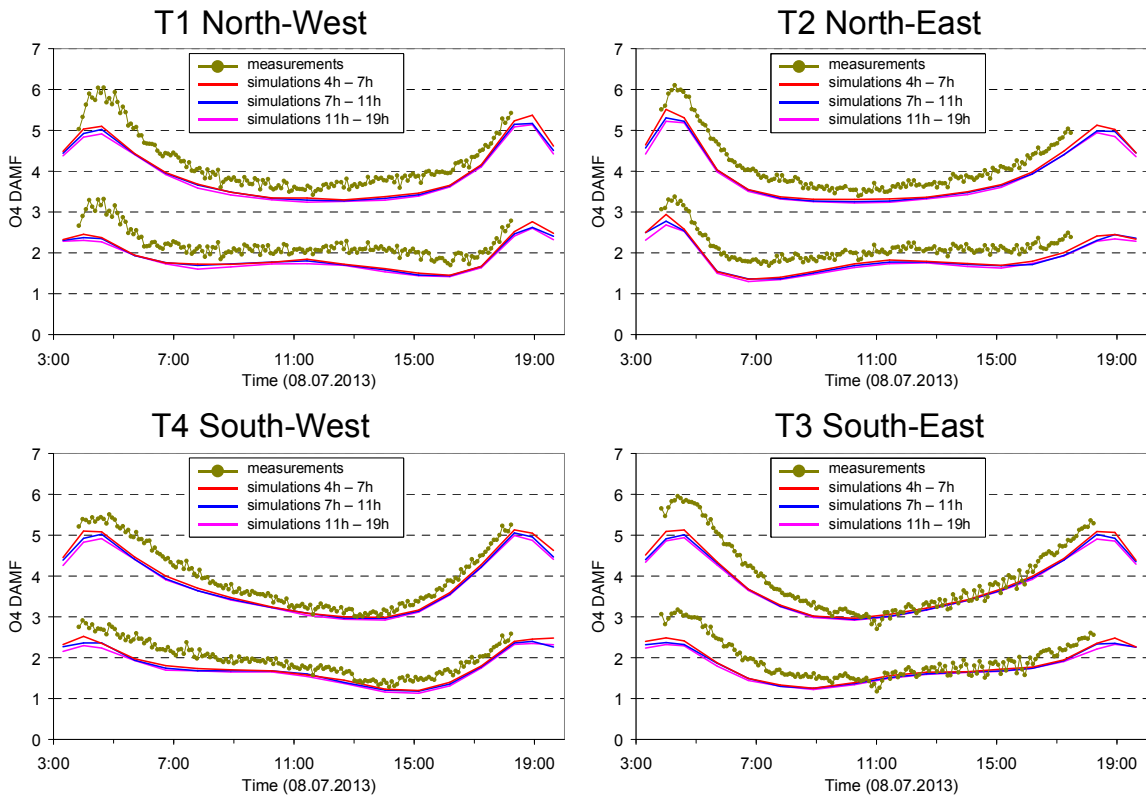 T1 North-West
7
6
5
4
3
2
1
0
O4 DAMF
measurements
simulations 4h – 7h
simulations 7h – 11h
simulations 11h – 19h
3:00 7:00 11:00 15:00 19:00
Time (08.07.2013)
T2 North-East
7
6
5
4
3
2
1
0
O4 DAMF
measurements
simulations 4h – 7h
simulations 7h – 11h
simulations 11h – 19h
3:00 7:00 11:00 15:00 19:00
Time (08.07.2013)
T4 South-West
7
6
5
4
3
2
1
0
O4 DAMF
measurements
simulations 4h – 7h
simulations 7h – 11h
simulations 11h – 19h
3:00 7:00 11:00 15:00 19:00
Time (08.07.2013)
T3 South-East
7
6
5
4
3
2
1
0
O4 DAMF
measurements
simulations 4h – 7h
simulations 7h – 11h
simulations 11h – 19h
3:00 7:00 11:00 15:00 19:00
Time (08.07.2013)